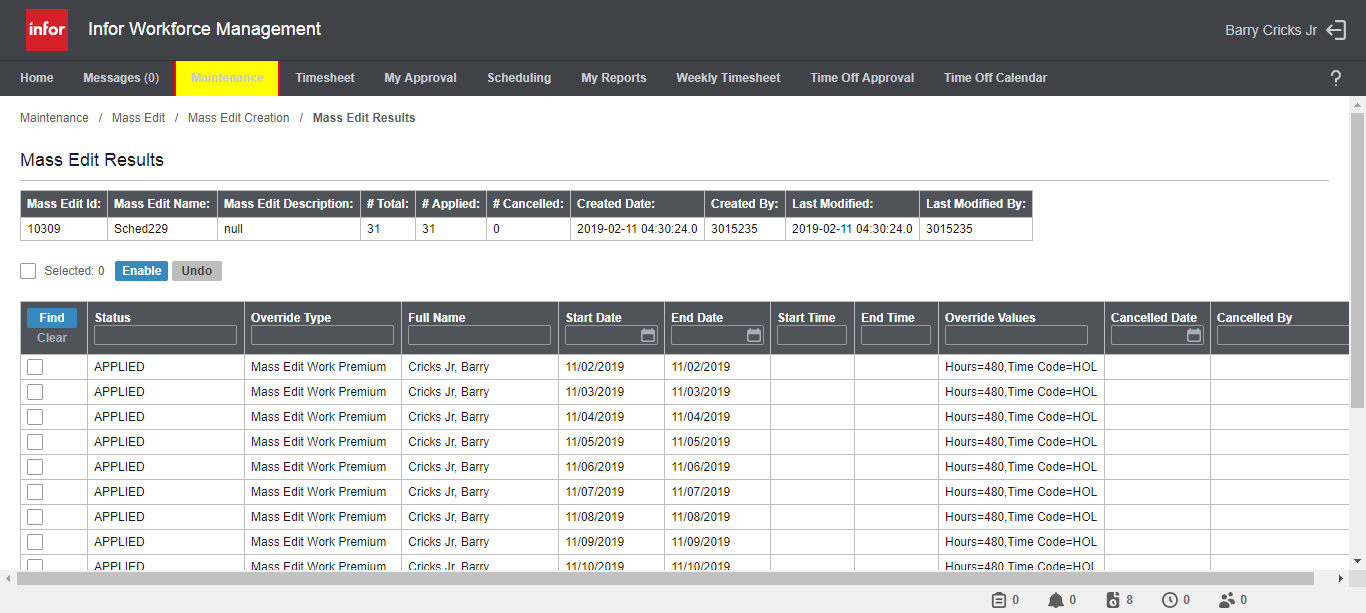 infor Infor Workforce Management Barry Cricks Jr
Home Messages (0) Maintenance Timesheet My Approval Scheduling My Reports Weekly Timesheet Time Off Approval Time Off Calendar ?
Maintenance / Mass Edit / Mass Edit Creation / Mass Edit Results
Mass Edit Results
Mass Edit Id: Mass Edit Name: Mass Edit Description: # Total: # Applied: # Cancelled: Created Date: Created By: Last Modified: Last Modified By:
10309 Sched229 null 31 31 0 2019-02-11 04:30:24.0 3015235 2019-02-11 04:30:24.0 3015235
Selected: 0 Enable Undo
Find Status Override Type Full Name Start Date End Date Start Time End Time Override Values Cancelled Date Cancelled By
Clear
APPLIED Mass Edit Work Premium Cricks Jr, Barry 11/02/2019 11/02/2019 Hours=480,Time Code=HOL
APPLIED Mass Edit Work Premium Cricks Jr, Barry 11/03/2019 11/03/2019 Hours=480,Time Code=HOL
APPLIED Mass Edit Work Premium Cricks Jr, Barry 11/04/2019 11/04/2019 Hours=480,Time Code=HOL
APPLIED Mass Edit Work Premium Cricks Jr, Barry 11/05/2019 11/05/2019 Hours=480,Time Code=HOL
APPLIED Mass Edit Work Premium Cricks Jr, Barry 11/06/2019 11/06/2019 Hours=480,Time Code=HOL
APPLIED Mass Edit Work Premium Cricks Jr, Barry 11/07/2019 11/07/2019 Hours=480,Time Code=HOL
APPLIED Mass Edit Work Premium Cricks Jr, Barry 11/08/2019 11/08/2019 Hours=480,Time Code=HOL
APPLIED Mass Edit Work Premium Cricks Jr, Barry 11/09/2019 11/09/2019 Hours=480,Time Code=HOL
APPLIED Mass Edit Work Premium Cricks Jr, Barry 11/10/2019 11/10/2019 Hours=480,Time Code=HOL
0 0 8 0 0